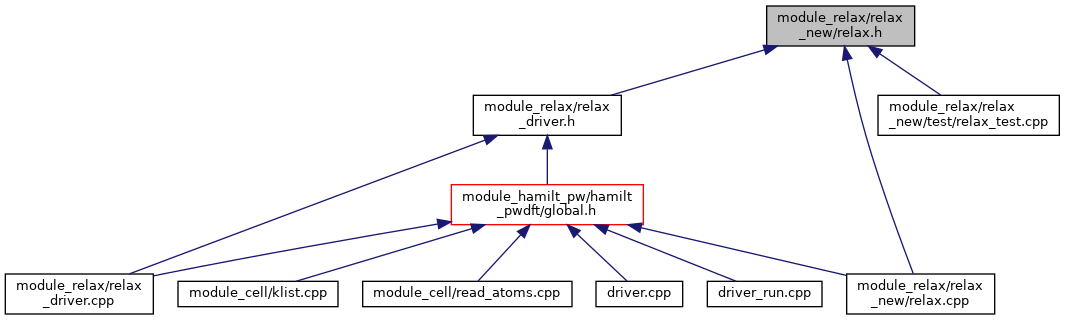 module_relax/relax
_new/relax.h
module_relax/relax
_driver.h
module_relax/relax
_new/test/relax_test.cpp
module_hamilt_pw/hamilt
_pwdft/global.h
module_relax/relax
_driver.cpp
module_cell/klist.cpp
module_cell/read_atoms.cpp
driver.cpp
driver_run.cpp
module_relax/relax
_new/relax.cpp